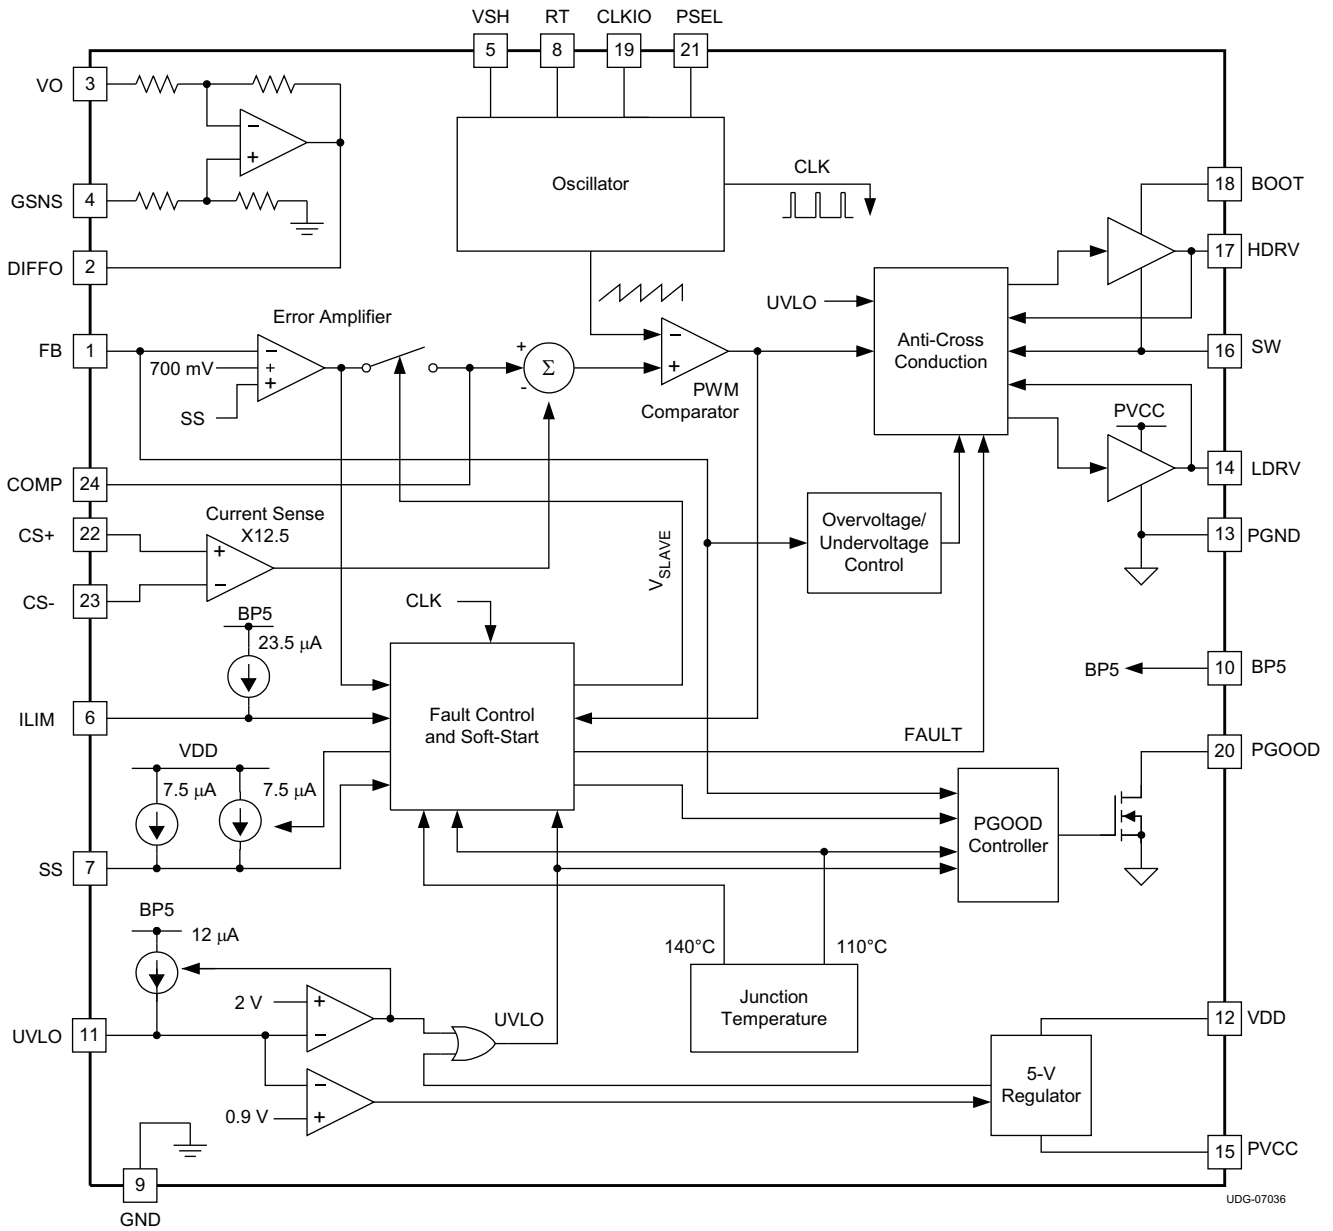 VSH
RT
CLKIO
PSEL
5
8
19
21
VO
3
GSNS
4
DIFFO
2
−
+
Oscillator
CLK
18
BOOT
17
HDRV
UVLO
Anti-Cross
Conduction
16
SW
Error Amplifier
FB
1
−
+
+
700 mV
SS
+
Σ
-
−
+
PWM
Comparator
PVCC
14
LDRV
COMP
24
CS+
22
CS-
23
Current Sense
X12.5
+
−
VSLAVE
Overvoltage/
Undervoltage
Control
13
PGND
CLK
BP5
23.5 μA
BP5
10
BP5
ILIM
6
Fault Control
and Soft-Start
FAULT
20
PGOOD
VDD
7.5 μA
7.5 μA
SS
7
PGOOD
Controller
BP5
12 μA
140°C
110°C
Junction
Temperature
2 V
+
−
UVLO
UVLO
11
12
VDD
−
+
0.9 V
5-V
Regulator
15
PVCC
9
GND
UDG-07036